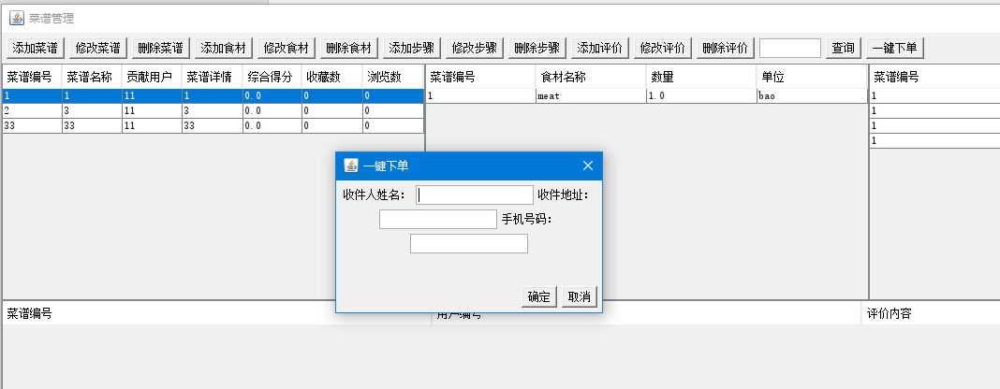 菜谱管理
添加菜谱 修改菜谱 删除菜谱 添加食材 修改食材 删除食材 添加步骤 修改步骤 删除步骤 添加评价 修改评价 删除评价 查询 一键下单
菜谱编号 菜谱名称 贡献用户 菜谱详情 综合得分 收藏数 浏览数 菜谱编号 食材名称 数量 单位 菜谱编号
1 1 11 1 0.0 0 0 1 meat 1.0 bao 1
2 3 11 3 0.0 0 0 1
33 33 11 33 0.0 0 0 1
1
一键下单
收件人姓名: 收件地址:
手机号码:
确定 取消
菜谱编号 用户编号 评价内容